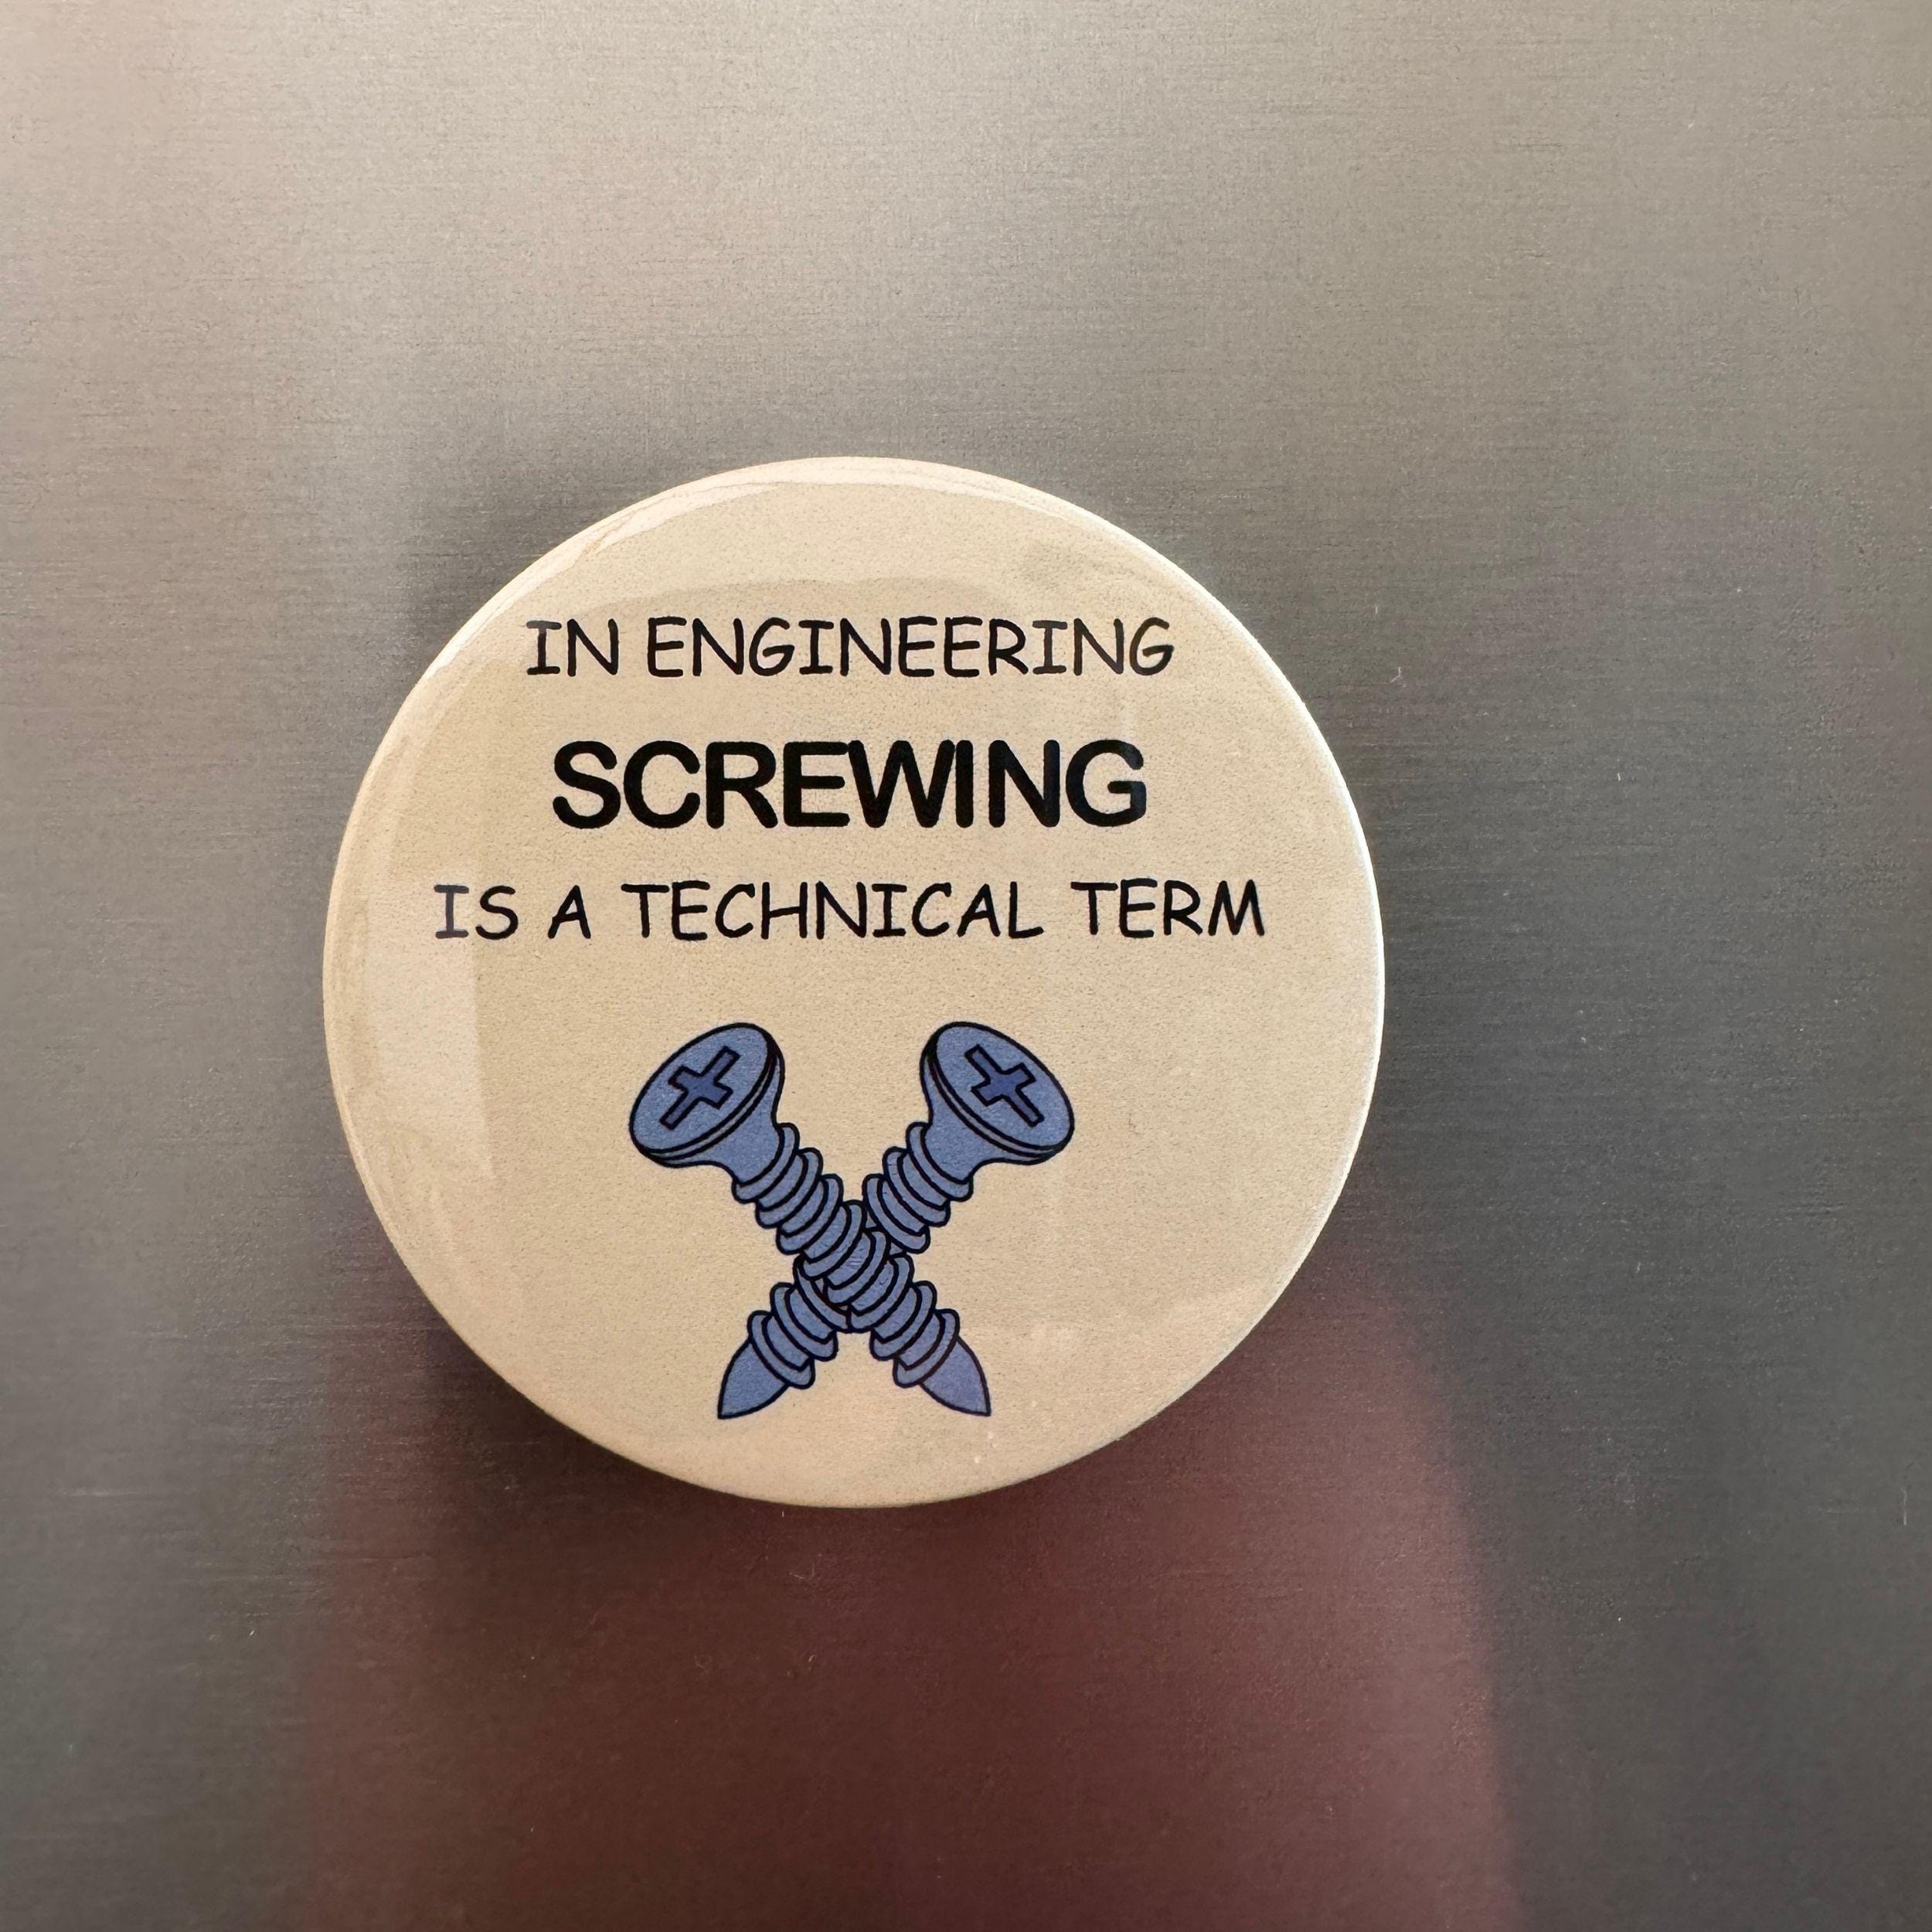 IN ENGINEERING
SCREWING
IS A TECHNICAL TERM